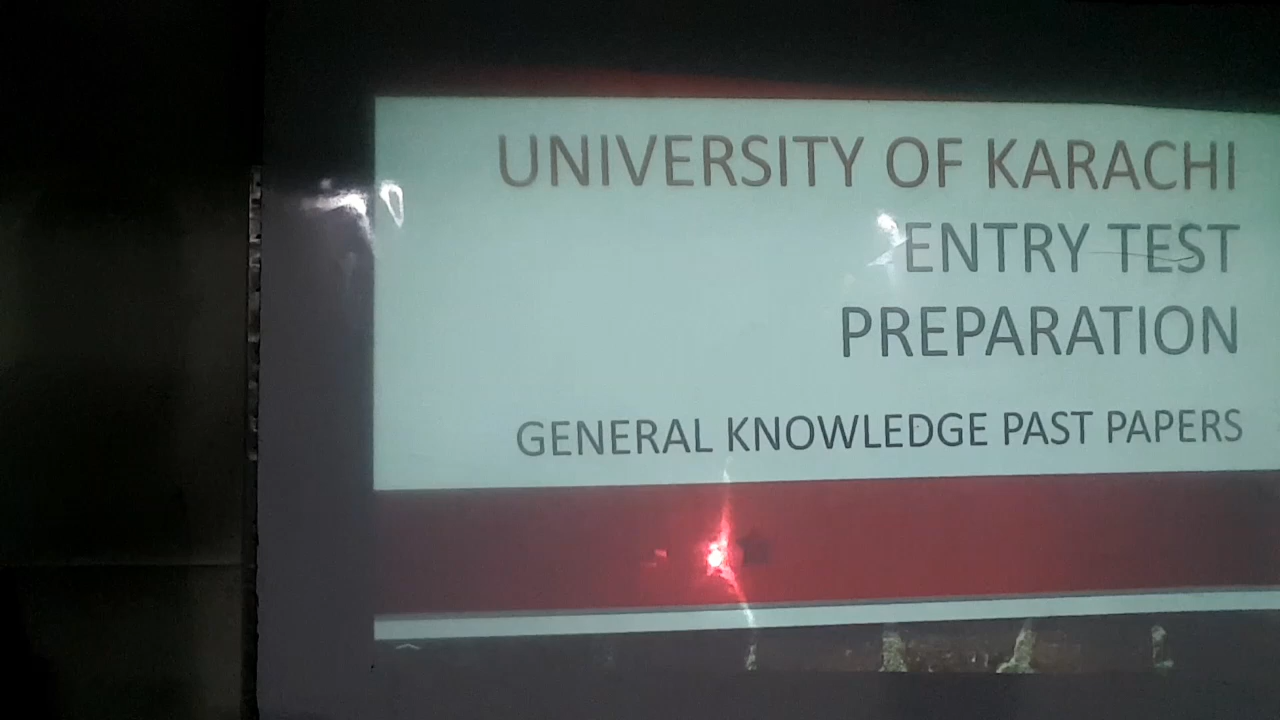 UNIVERSITY OF KARACHI
ENTRY TEST
PREPARATION
GENERAL KNOWLEDGE PAST PAPERS